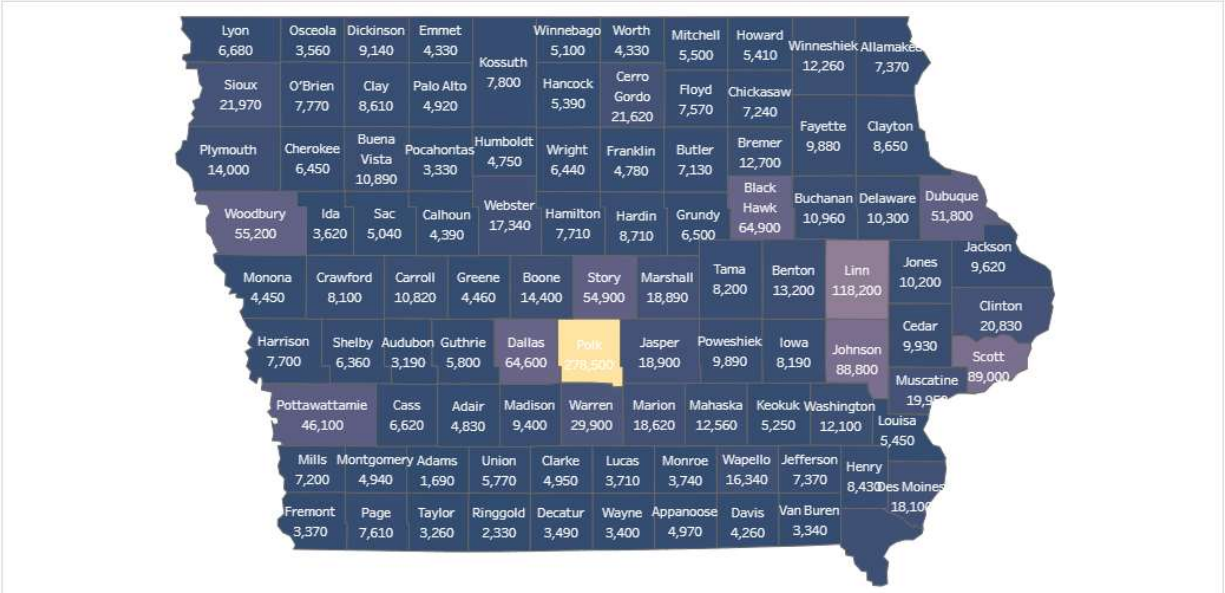 Lyon
6,680
Osceola
3,560
Dickinson
9,140
Emmet
4,330
Kossuth
7,800
Winnebago
5,100
Worth
4,330
Mitchell
5,500
Howard
5,410
Winneshiek
12,260
Allamakee
7,370
Sioux
21,970
O'Brien
7,770
Clay
8,610
Palo Alto
4,920
Hancock
5,390
Cerro
Gordo
21,620
Floyd
7,570
Chickasaw
7,240
Fayette
9,880
Clayton
8,650
Plymouth
14,000
Cherokee
6,450
Buena
Vista
10,890
Pocahontas
3,330
Humboldt
4,750
Wright
6,440
Franklin
4,780
Butler
7,130
Bremer
12,700
Woodbury
55,200
Ida
3,620
Sac
5,040
Calhoun
4,390
Webster
17,340
Hamilton
7,710
Hardin
8,710
Grundy
6,500
Black
Hawk
64,900
Buchanan
10,960
Delaware
10,300
Dubuque
51,800
Monona
4,450
Crawford
8,100
Carroll
10,820
Greene
4,460
Boone
14,400
Story
54,900
Marshall
18,890
Tama
8,200
Benton
13,200
Linn
118,200
Jones
10,200
Jackson
9,620
Clinton
20,830
Harrison
7,700
Shelby
6,360
Audubon
3,190
Guthrie
5,800
Dallas
64,600
Polk
278,500
Jasper
18,900
Poweshiek
9,890
Iowa
8,190
Johnson
88,800
Cedar
9,930
Scott
89,000
Muscatine
19,950
Pottawattamie
46,100
Cass
6,620
Adair
4,830
Madison
9,400
Warren
29,900
Marion
18,620
Mahaska
12,560
Keokuk
5,250
Washington
12,100
Louisa
5,450
Mills
7,200
Montgomery
4,940
Adams
1,690
Union
5,770
Clarke
4,950
Lucas
3,710
Monroe
3,740
Wapello
16,340
Jefferson
7,370
Henry
8,430
Des Moines
18,100
Fremont
3,370
Page
7,610
Taylor
3,260
Ringgold
2,330
Decatur
3,490
Wayne
3,400
Appanoose
4,970
Davis
4,260
Van Buren
3,340